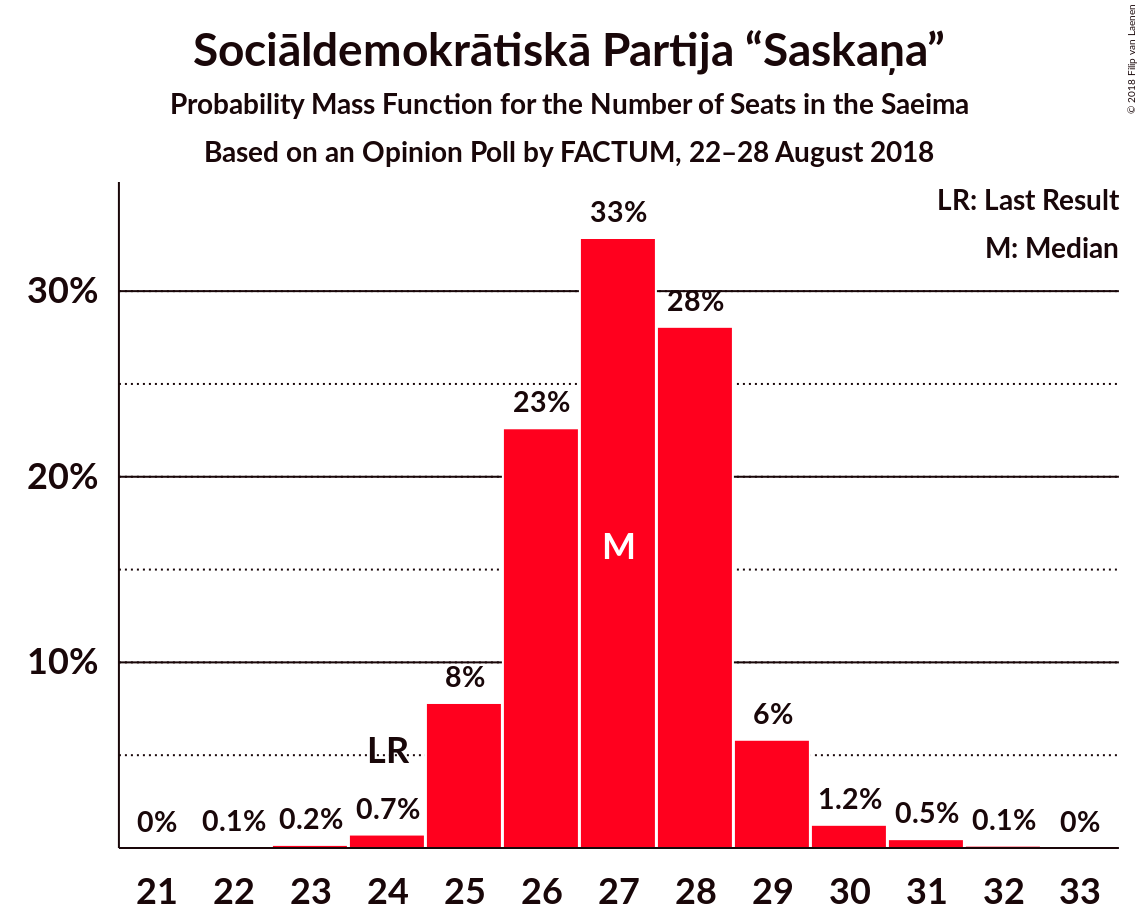 Sociāldemokrātiskā Partija “Saskaņa”
Probability Mass Function for the Number of Seats in the Saeima
Based on an Opinion Poll by FACTUM, 22–28 August 2018
© 2018 Filip van Laenen
LR: Last Result
M: Median
33%
30%
28%
23%
20%
M
10%
8%
6%
LR
0%
0.1%
0.2%
0.7%
1.2%
0.5%
0.1%
0%
21 22 23 24 25 26 27 28 29 30 31 32 33